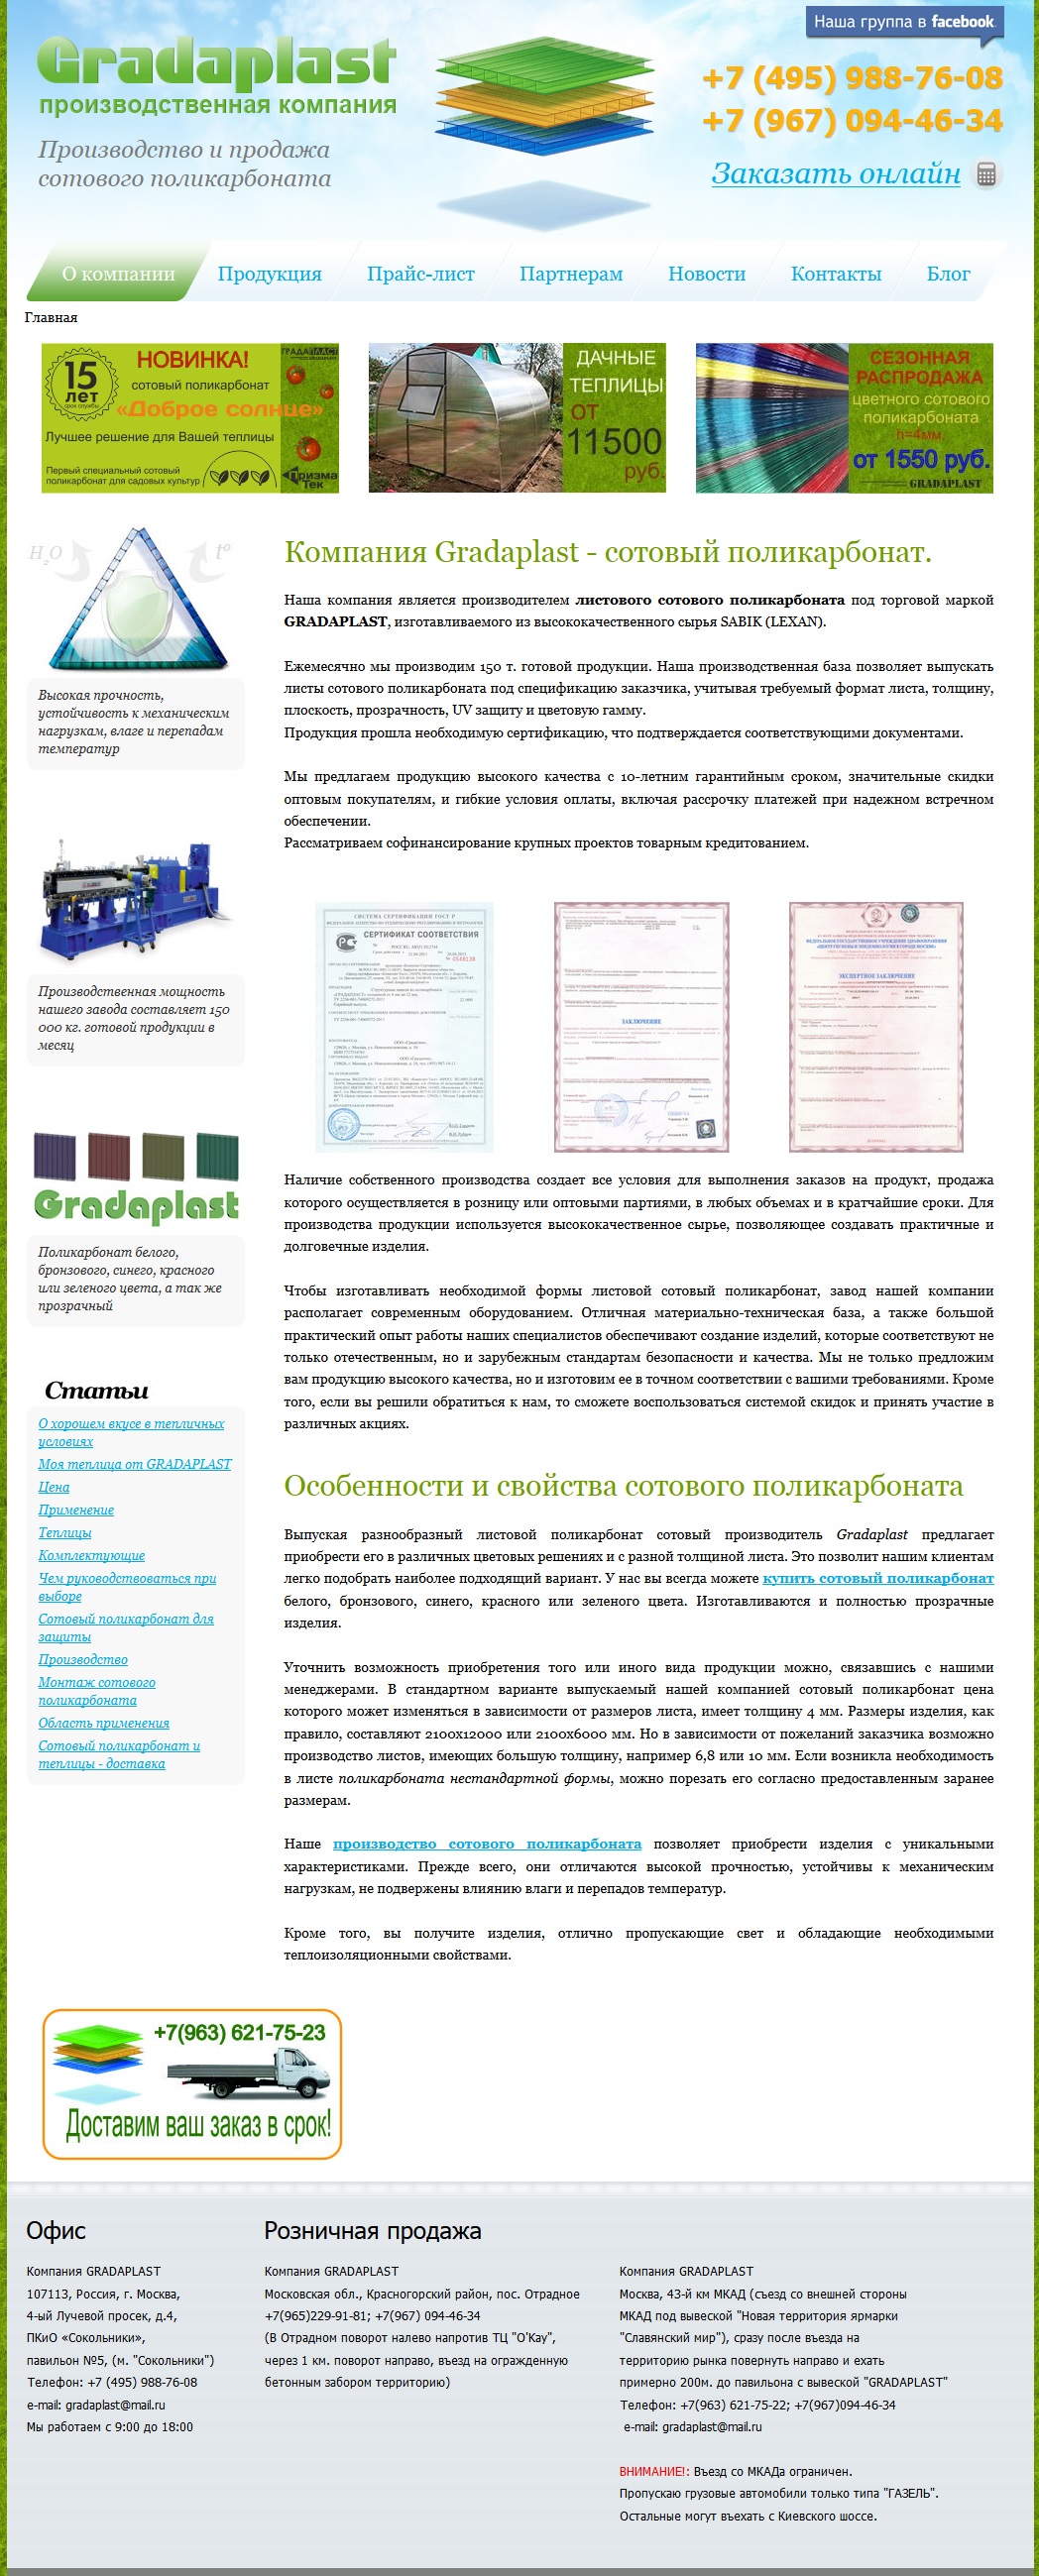 Наша группа в facebook
Gradaplast
производственная компания
Производство и продажа
сотового поликарбоната
+7 (495) 988-76-08
+7 (967) 094-46-34
Заказать онлайн
О компании
Продукция
Прайс-лист
Партнерам
Новости
Контакты
Блог
Главная
15
лет
срок службы
НОВИНКА!
ГРАДАПЛАСТ
сотовый поликарбонат
«Доброе солнце»
Лучшее решение для Вашей теплицы
Первый специальный сотовый
поликарбонат для садовых культур
Призма
Тек
ДАЧНЫЕ
ТЕПЛИЦЫ
ОТ
11500
руб.
СЕЗОННАЯ
РАСПРОДАЖА
цветного сотового
поликарбоната
h=4мм.
от 1550 руб.
GRADAPLAST
H2O
tº
Высокая прочность,
устойчивость к механическим
нагрузкам, влаге и перепадам
температур
Производственная мощность
нашего завода составляет 150
000 кг. готовой продукции в
месяц
Gradaplast
Поликарбонат белого,
бронзового, синего, красного
или зеленого цвета, а так же
прозрачный
Статьи
О хорошем вкусе в тепличных
условиях
Моя теплица от GRADAPLAST
Цена
Применение
Теплицы
Комплектующие
Чем руководствоваться при
выборе
Сотовый поликарбонат для
защиты
Производство
Монтаж сотового
поликарбоната
Область применения
Сотовый поликарбонат и
теплицы - доставка
Компания Gradaplast - сотовый поликарбонат.
Наша компания является производителем листового сотового поликарбоната под торговой маркой
GRADAPLAST, изготавливаемого из высококачественного сырья SABIK (LEXAN).
Ежемесячно мы производим 150 т. готовой продукции. Наша производственная база позволяет выпускать
листы сотового поликарбоната под спецификацию заказчика, учитывая требуемый формат листа, толщину,
плоскость, прозрачность, UV защиту и цветовую гамму.
Продукция прошла необходимую сертификацию, что подтверждается соответствующими документами.
Мы предлагаем продукцию высокого качества с 10-летним гарантийным сроком, значительные скидки
оптовым покупателям, и гибкие условия оплаты, включая рассрочку платежей при надежном встречном
обеспечении.
Рассматриваем софинансирование крупных проектов товарным кредитованием.
СИСТЕМА СЕРТИФИКАЦИИ ГОСТ Р
СЕРТИФИКАТ СООТВЕТСТВИЯ
ЗАКЛЮЧЕНИЕ
ЭКСПЕРТНОЕ ЗАКЛЮЧЕНИЕ
Наличие собственного производства создает все условия для выполнения заказов на продукт, продажа
которого осуществляется в розницу или оптовыми партиями, в любых объемах и в кратчайшие сроки. Для
производства продукции используется высококачественное сырье, позволяющее создавать практичные и
долговечные изделия.
Чтобы изготавливать необходимой формы листовой сотовый поликарбонат, завод нашей компании
располагает современным оборудованием. Отличная материально-техническая база, а также большой
практический опыт работы наших специалистов обеспечивают создание изделий, которые соответствуют не
только отечественным, но и зарубежным стандартам безопасности и качества. Мы не только предложим
вам продукцию высокого качества, но и изготовим ее в точном соответствии с вашими требованиями. Кроме
того, если вы решили обратиться к нам, то сможете воспользоваться системой скидок и принять участие в
различных акциях.
Особенности и свойства сотового поликарбоната
Выпуская разнообразный листовой поликарбонат сотовый производитель Gradaplast предлагает
приобрести его в различных цветовых решениях и с разной толщиной листа. Это позволит нашим клиентам
легко подобрать наиболее подходящий вариант. У нас вы всегда можете купить сотовый поликарбонат
белого, бронзового, синего, красного или зеленого цвета. Изготавливаются и полностью прозрачные
изделия.
Уточнить возможность приобретения того или иного вида продукции можно, связавшись с нашими
менеджерами. В стандартном варианте выпускаемый нашей компанией сотовый поликарбонат цена
которого может изменяться в зависимости от размеров листа, имеет толщину 4 мм. Размеры изделия, как
правило, составляют 2100х12000 или 2100х6000 мм. Но в зависимости от пожеланий заказчика возможно
производство листов, имеющих большую толщину, например 6,8 или 10 мм. Если возникла необходимость
в листе поликарбоната нестандартной формы, можно порезать его согласно предоставленным заранее
размерам.
Наше производство сотового поликарбоната позволяет приобрести изделия с уникальными
характеристиками. Прежде всего, они отличаются высокой прочностью, устойчивы к механическим
нагрузкам, не подвержены влиянию влаги и перепадов температур.
Кроме того, вы получите изделия, отлично пропускающие свет и обладающие необходимыми
теплоизоляционными свойствами.
+7(963) 621-75-23
Доставим ваш заказ в срок!
Офис
Компания GRADAPLAST
107113, Россия, г. Москва,
4-ый Лучевой просек, д.4,
ПКиО «Сокольники»,
павильон №5, (м. "Сокольники")
Телефон: +7 (495) 988-76-08
e-mail: gradaplast@mail.ru
Мы работаем с 9:00 до 18:00
Розничная продажа
Компания GRADAPLAST
Московская обл., Красногорский район, пос. Отрадное
+7(965)229-91-81; +7(967) 094-46-34
(В Отрадном поворот налево напротив ТЦ "О'Кау",
через 1 км. поворот направо, въезд на огражденную
бетонным забором территорию)
Компания GRADAPLAST
Москва, 43-й км МКАД (съезд со внешней стороны
МКАД под вывеской "Новая территория ярмарки
"Славянский мир"), сразу после въезда на
территорию рынка повернуть направо и ехать
примерно 200м. до павильона с вывеской "GRADAPLAST"
Телефон: +7(963) 621-75-22; +7(967)094-46-34
e-mail: gradaplast@mail.ru
ВНИМАНИЕ!: Въезд со МКАДа ограничен.
Пропускаю грузовые автомобили только типа "ГАЗЕЛЬ".
Остальные могут въехать с Киевского шоссе.